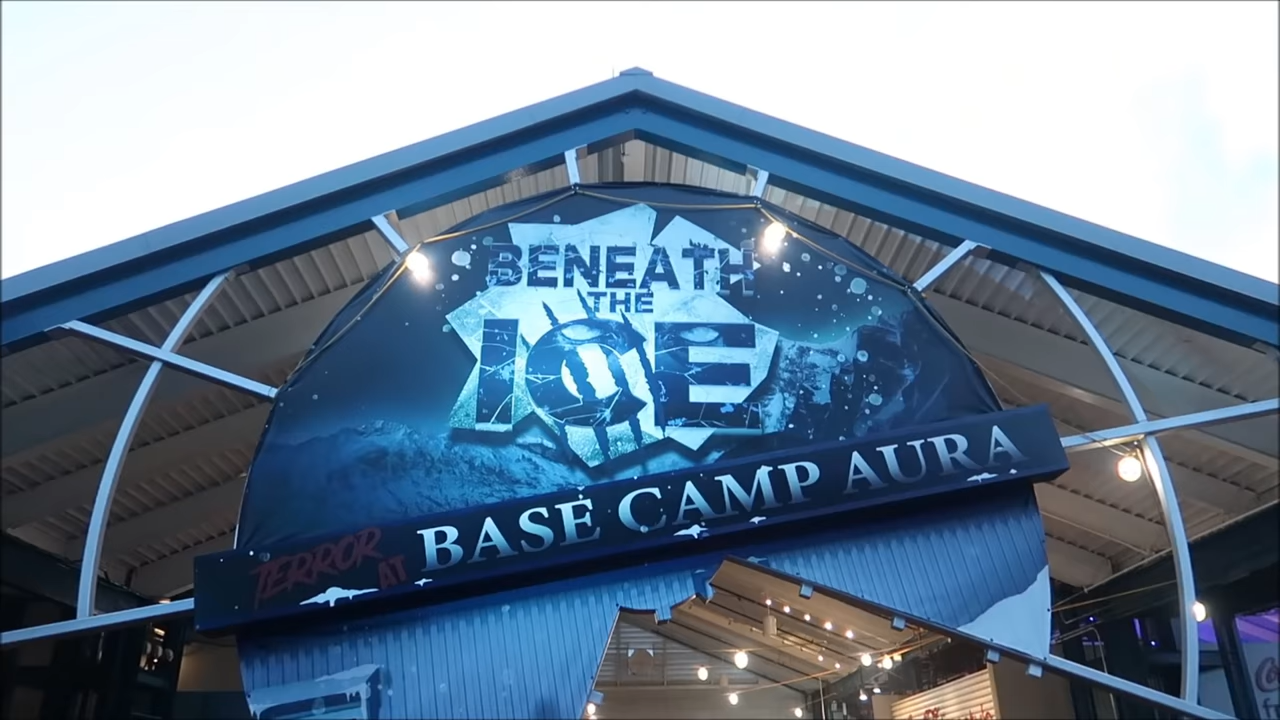 BENEATH
THE
ICE
TERROR
AT
BASE CAMP AURA